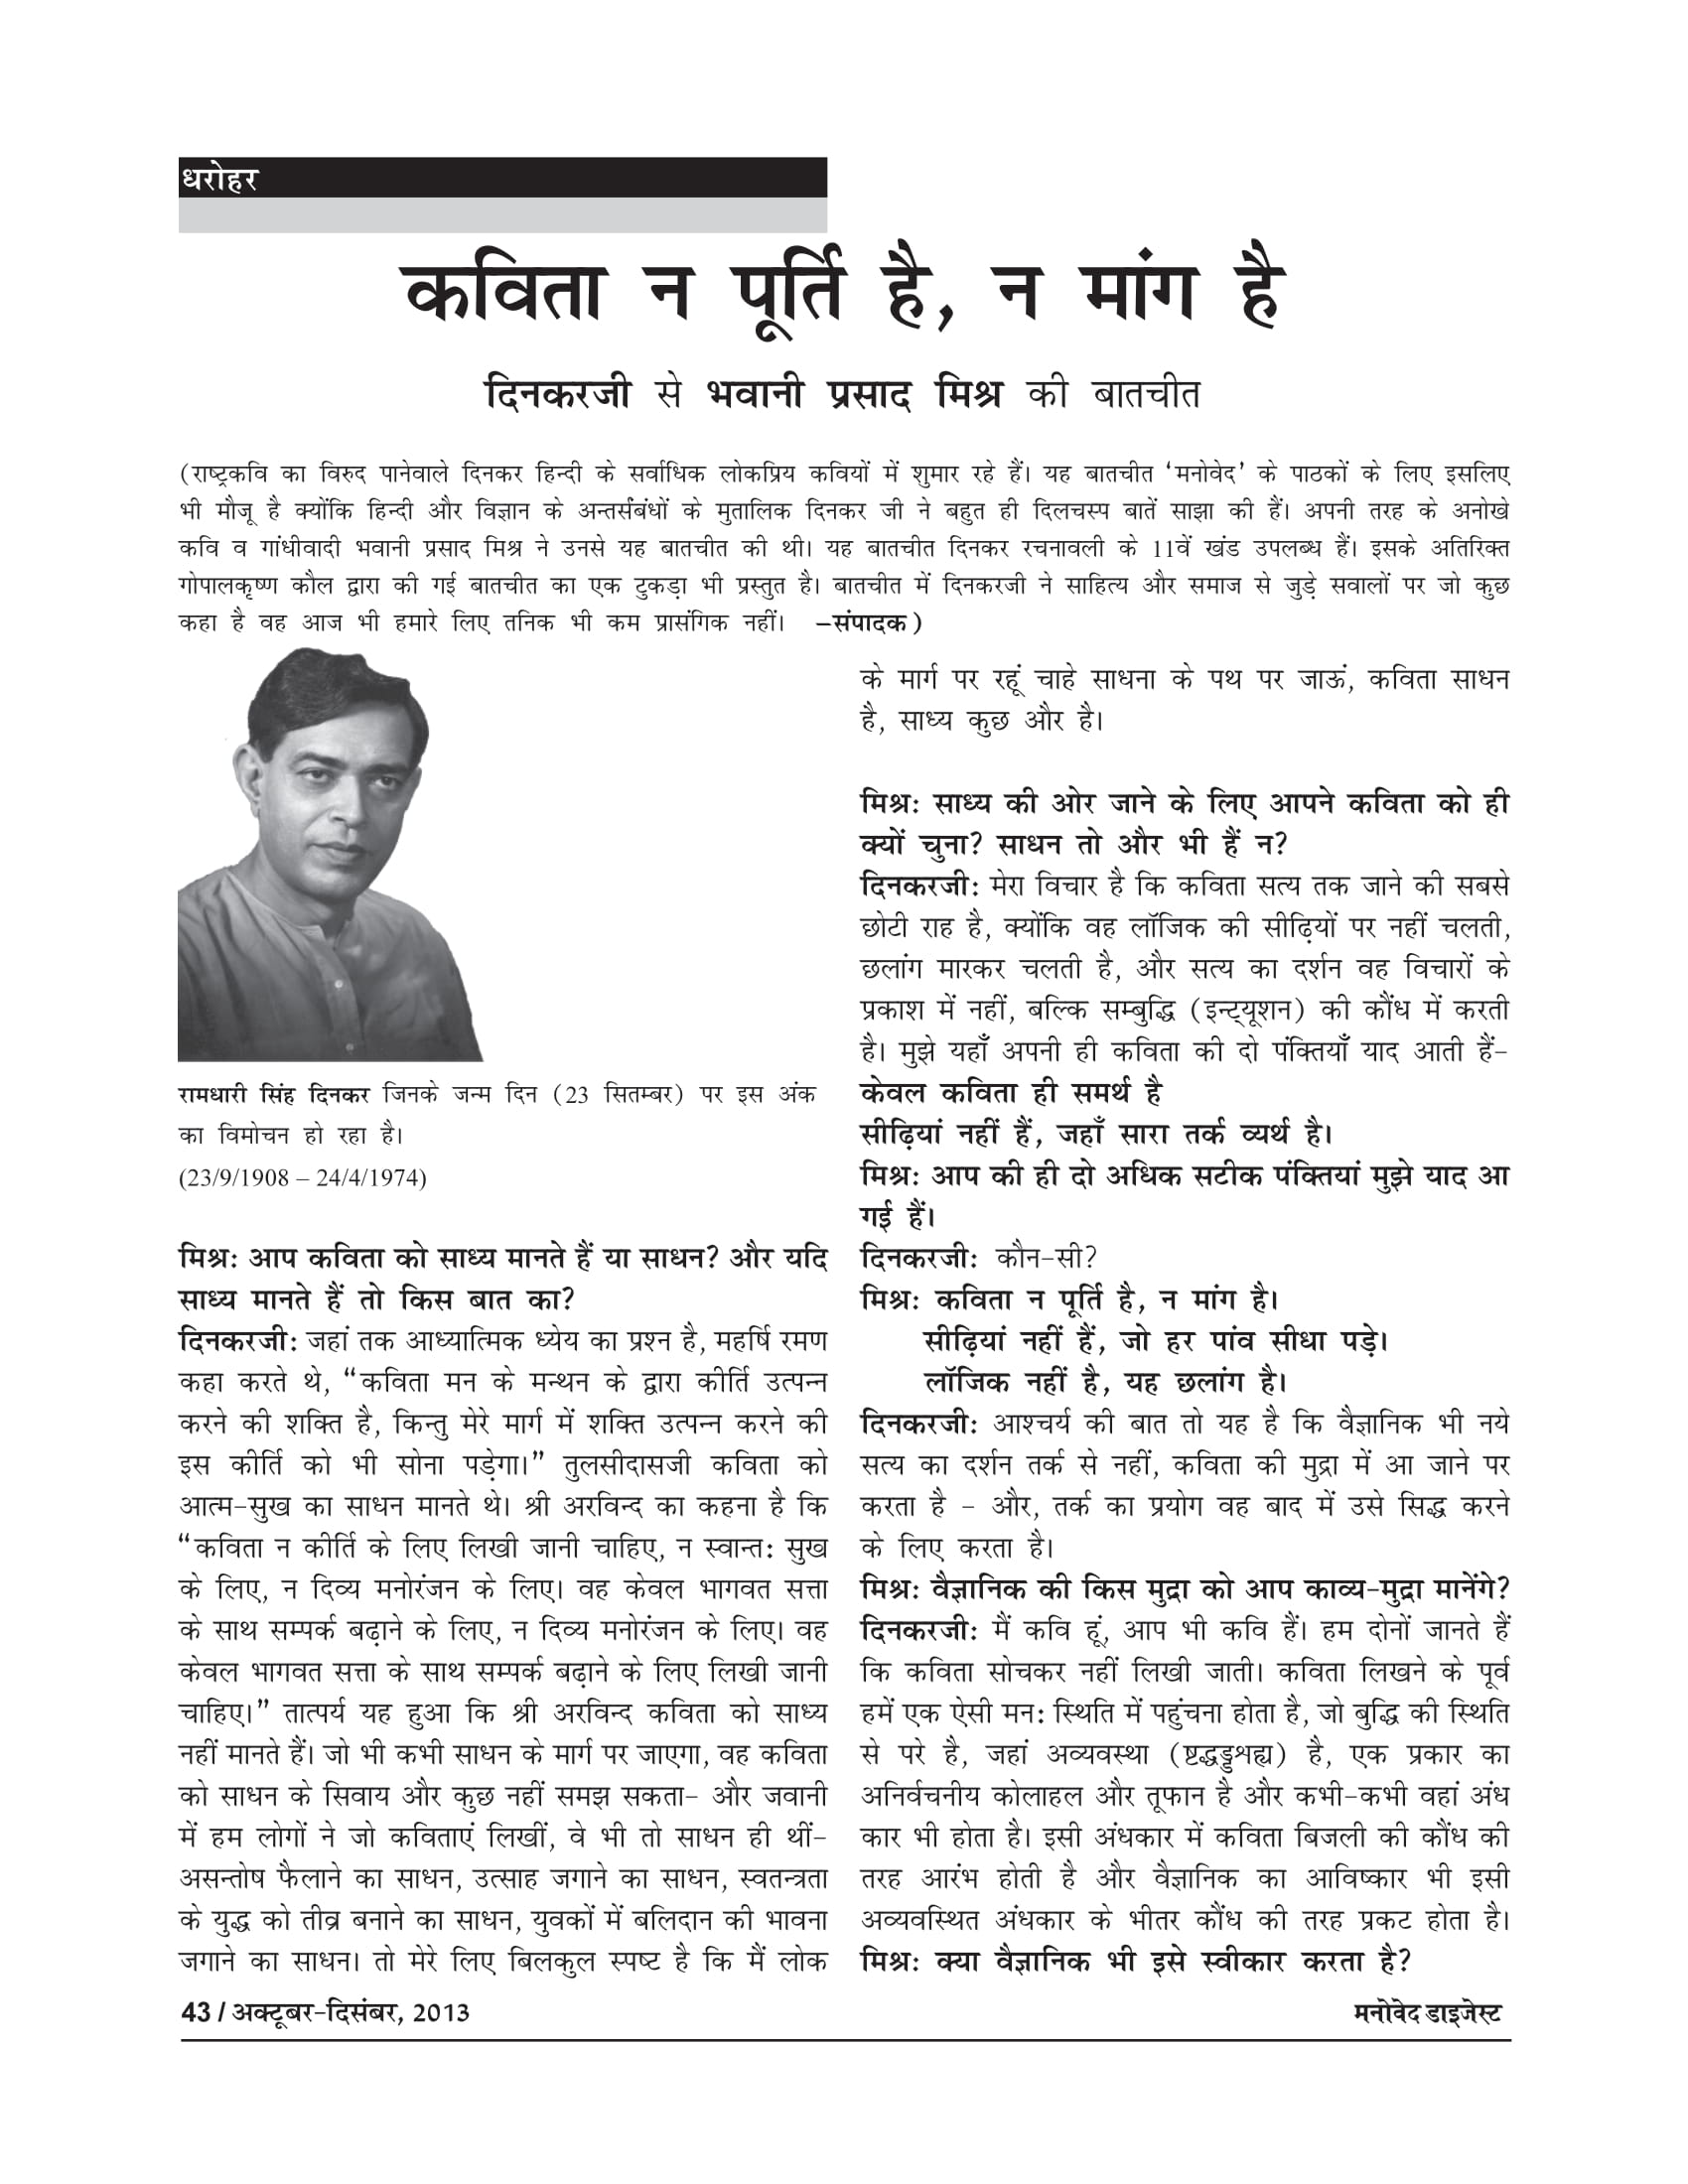 धरोहर
कविता न पूर्ति है, न मांग है
दिनकरजी से भवानी प्रसाद मिश्र की बातचीत
(राष्ट्रकवि का विरुद पानेवाले दिनकर हिन्दी के सर्वाधिक लोकप्रिय कवियों में शुमार रहे हैं। यह बातचीत ‘मनोवेद’ के पाठकों के लिए इसलिए
भी मौजू है क्योंकि हिन्दी और विज्ञान के अन्तर्संबंधों के मुतालिक दिनकर जी ने बहुत ही दिलचस्प बातें साझा की हैं। अपनी तरह के अनोखे
कवि व गांधीवादी भवानी प्रसाद मिश्र ने उनसे यह बातचीत की थी। यह बातचीत दिनकर रचनावली के 11वें खंड उपलब्ध हैं। इसके अतिरिक्त
गोपालकृष्ण कौल द्वारा की गई बातचीत का एक टुकड़ा भी प्रस्तुत है। बातचीत में दिनकरजी ने साहित्य और समाज से जुड़े सवालों पर जो कुछ
कहा है वह आज भी हमारे लिए तनिक भी कम प्रासंगिक नहीं। –संपादक)
रामधारी सिंह दिनकर जिनके जन्म दिन (23 सितम्बर) पर इस अंक
का विमोचन हो रहा है।
(23/9/1908 – 24/4/1974)
मिश्रः आप कविता को साध्य मानते हैं या साधन? और यदि
साध्य मानते हैं तो किस बात का?
दिनकरजीः जहां तक आध्यात्मिक ध्येय का प्रश्न है, महर्षि रमण
कहा करते थे, “कविता मन के मन्थन के द्वारा कीर्ति उत्पन्न
करने की शक्ति है, किन्तु मेरे मार्ग में शक्ति उत्पन्न करने की
इस कीर्ति को भी सोना पड़ेगा।” तुलसीदासजी कविता को
आत्म-सुख का साधन मानते थे। श्री अरविन्द का कहना है कि
“कविता न कीर्ति के लिए लिखी जानी चाहिए, न स्वान्तः सुख
के लिए, न दिव्य मनोरंजन के लिए। वह केवल भागवत सत्ता
के साथ सम्पर्क बढ़ाने के लिए, न दिव्य मनोरंजन के लिए। वह
केवल भागवत सत्ता के साथ सम्पर्क बढ़ाने के लिए लिखी जानी
चाहिए।” तात्पर्य यह हुआ कि श्री अरविन्द कविता को साध्य
नहीं मानते हैं। जो भी कभी साधन के मार्ग पर जाएगा, वह कविता
को साधन के सिवाय और कुछ नहीं समझ सकता- और जवानी
में हम लोगों ने जो कविताएं लिखीं, वे भी तो साधन ही थीं-
असन्तोष फैलाने का साधन, उत्साह जगाने का साधन, स्वतन्त्रता
के युद्ध को तीव्र बनाने का साधन, युवकों में बलिदान की भावना
जगाने का साधन। तो मेरे लिए बिलकुल स्पष्ट है कि मैं लोक
के मार्ग पर रहूं चाहे साधना के पथ पर जाऊं, कविता साधन
है, साध्य कुछ और है।
मिश्रः साध्य की ओर जाने के लिए आपने कविता को ही
क्यों चुना? साधन तो और भी हैं न?
दिनकरजीः मेरा विचार है कि कविता सत्य तक जाने की सबसे
छोटी राह है, क्योंकि वह लॉजिक की सीढ़ियों पर नहीं चलती,
छलांग मारकर चलती है, और सत्य का दर्शन वह विचारों के
प्रकाश में नहीं, बल्कि सम्बुद्धि (इन्ट्यूशन) की कौंध में करती
है। मुझे यहाँ अपनी ही कविता की दो पंक्तियाँ याद आती हैं-
केवल कविता ही समर्थ है
सीढ़ियां नहीं हैं, जहाँ सारा तर्क व्यर्थ है।
मिश्रः आप की ही दो अधिक सटीक पंक्तियां मुझे याद आ
गई हैं।
दिनकरजीः कौन-सी?
मिश्रः कविता न पूर्ति है, न मांग है।
सीढ़ियां नहीं हैं, जो हर पांव सीधा पड़े।
लॉजिक नहीं है, यह छलांग है।
दिनकरजीः आश्चर्य की बात तो यह है कि वैज्ञानिक भी नये
सत्य का दर्शन तर्क से नहीं, कविता की मुद्रा में आ जाने पर
करता है - और, तर्क का प्रयोग वह बाद में उसे सिद्ध करने
के लिए करता है।
मिश्रः वैज्ञानिक की किस मुद्रा को आप काव्य-मुद्रा मानेंगे?
दिनकरजीः मैं कवि हूं, आप भी कवि हैं। हम दोनों जानते हैं
कि कविता सोचकर नहीं लिखी जाती। कविता लिखने के पूर्व
हमें एक ऐसी मनः स्थिति में पहुंचना होता है, जो बुद्धि की स्थिति
से परे है, जहां अव्यवस्था (ष्टद्धड्डशह्य) है, एक प्रकार का
अनिर्वचनीय कोलाहल और तूफान है और कभी-कभी वहां अंध
कार भी होता है। इसी अंधकार में कविता बिजली की कौंध की
तरह आरंभ होती है और वैज्ञानिक का आविष्कार भी इसी
अव्यवस्थित अंधकार के भीतर कौंध की तरह प्रकट होता है।
मिश्रः क्या वैज्ञानिक भी इसे स्वीकार करता है?
43 / अक्टूबर-दिसंबर, 2013
मनोवेद डाइजेस्ट